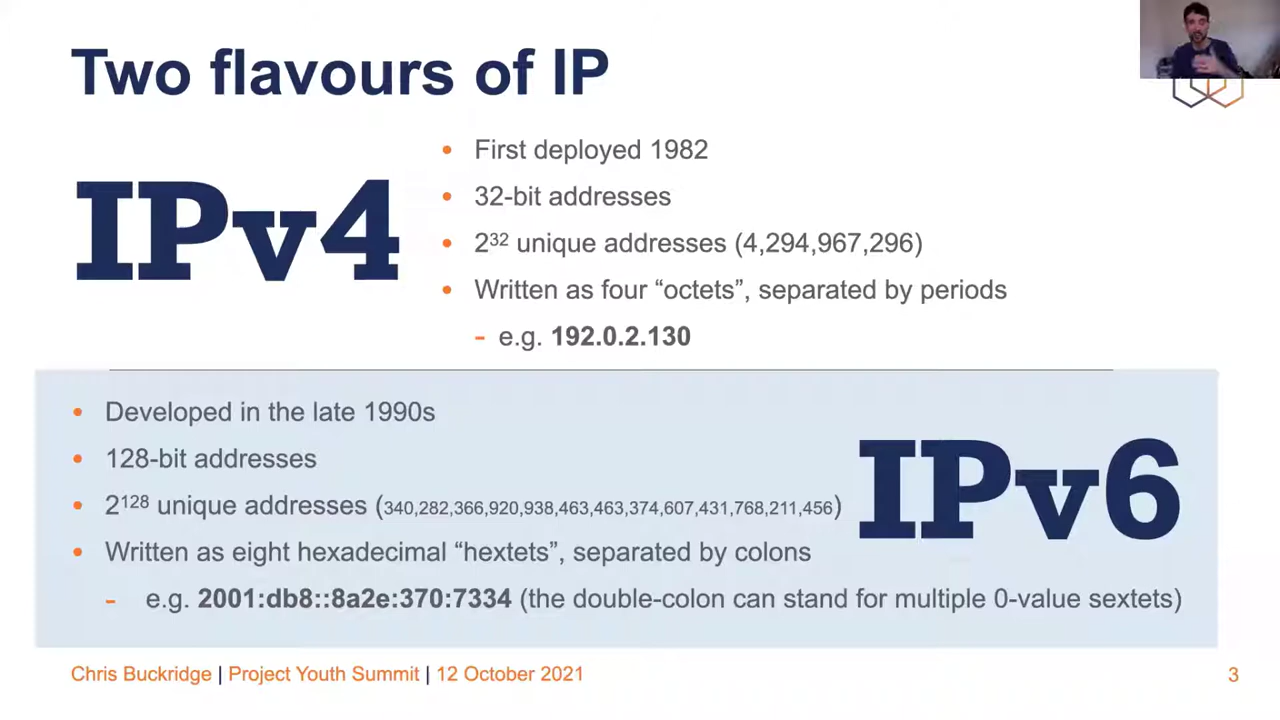 Two flavours of IP
IPv4
• First deployed 1982
• 32-bit addresses
• 2³² unique addresses (4,294,967,296)
• Written as four “octets”, separated by periods
- e.g. 192.0.2.130
• Developed in the late 1990s
• 128-bit addresses
• 2¹²⁸ unique addresses (340,282,366,920,938,463,463,374,607,431,768,211,456)
• Written as eight hexadecimal “hextets”, separated by colons
- e.g. 2001:db8::8a2e:370:7334 (the double-colon can stand for multiple 0-value sextets)
IPv6
Chris Buckridge | Project Youth Summit | 12 October 2021
3